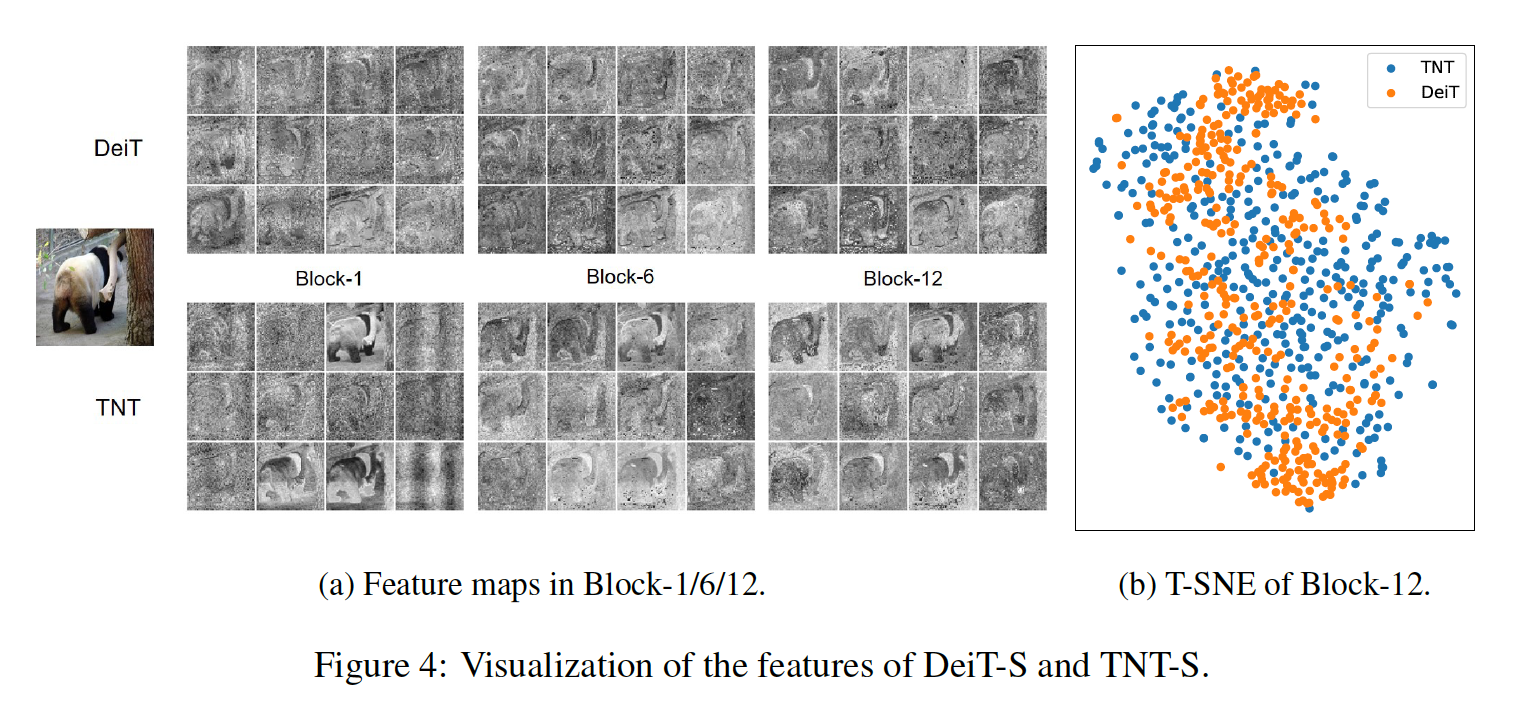 DeiT
Block-1
Block-6
Block-12
TNT
TNT
DeiT
(a) Feature maps in Block-1/6/12.
(b) T-SNE of Block-12.
Figure 4: Visualization of the features of DeiT-S and TNT-S.